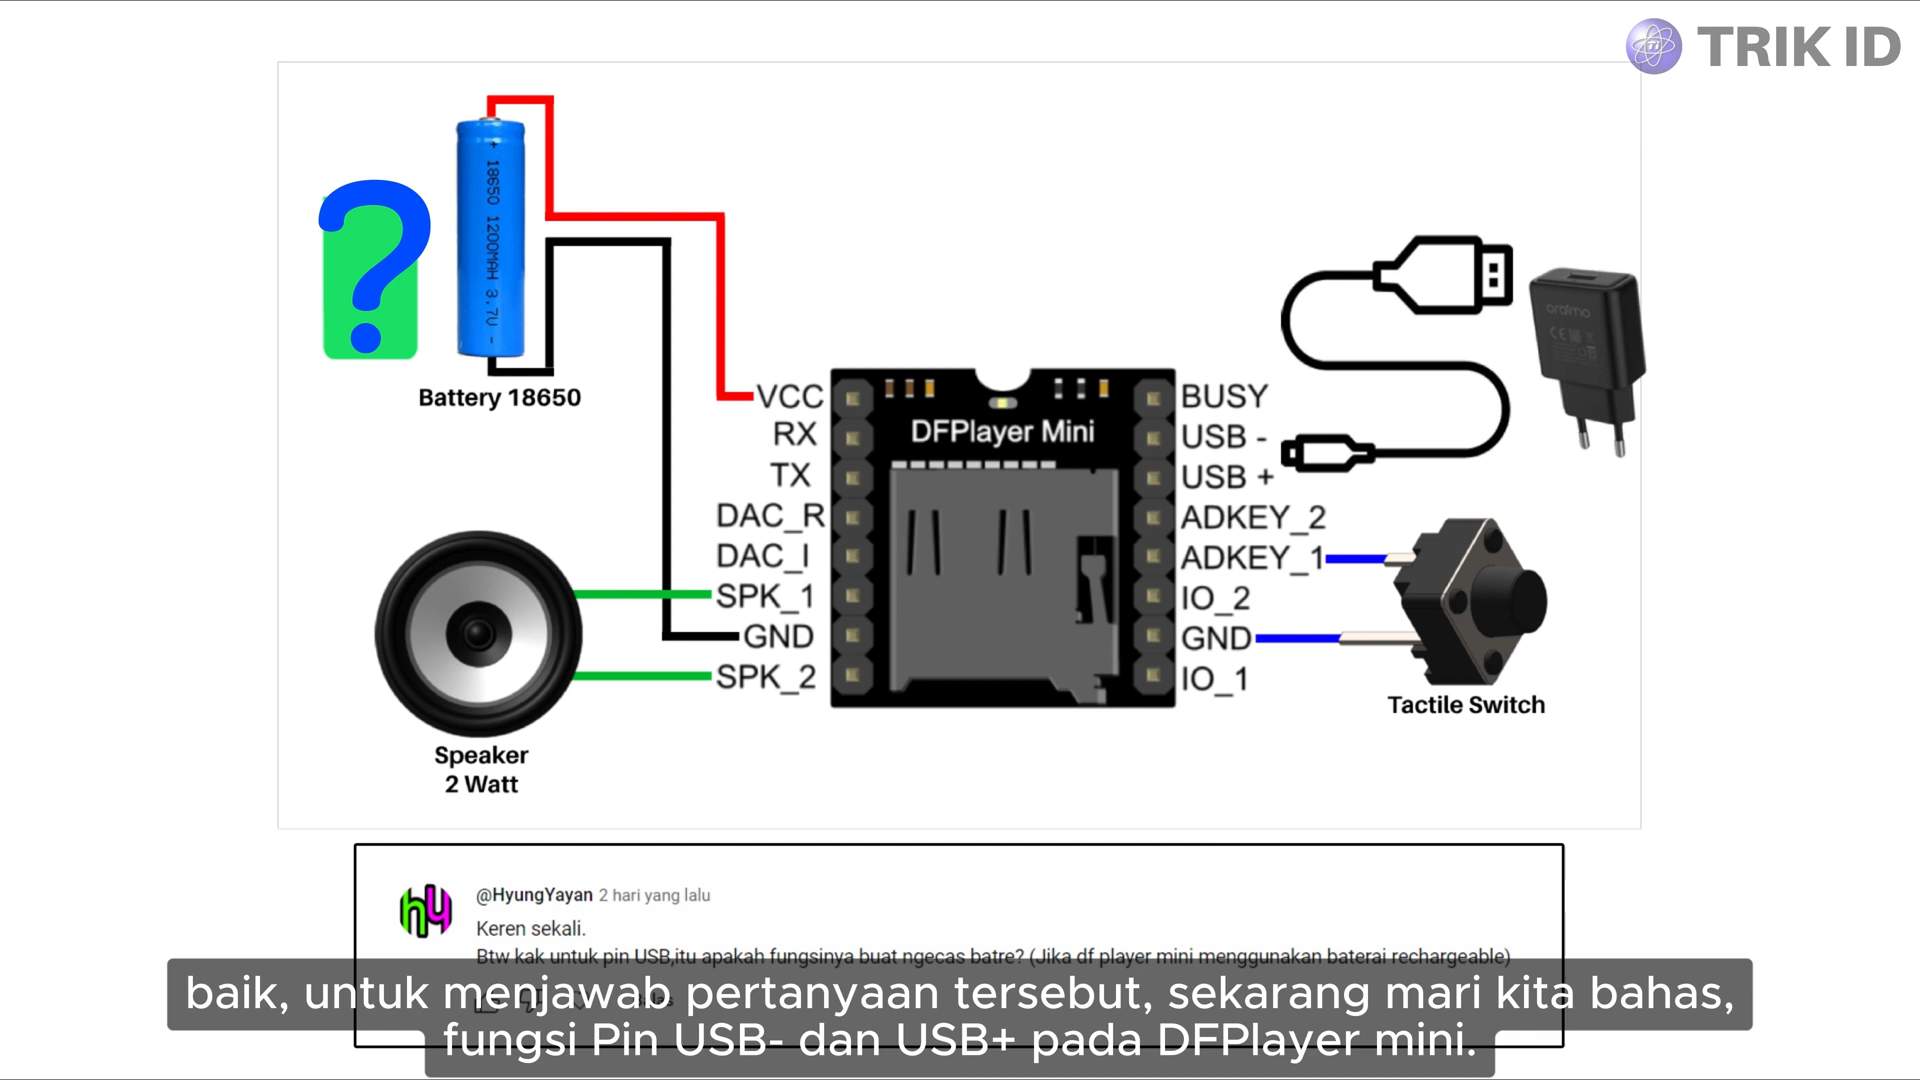 TRIK ID
+ 18650 1200MAH 3.7V -
?
Battery 18650
oraimo
CE
VCC
RX
TX
DAC_R
DAC_I
SPK_1
GND
SPK_2
DFPlayer Mini
BUSY
USB -
USB +
ADKEY_2
ADKEY_1
IO_2
GND
IO_1
Tactile Switch
Speaker
2 Watt
hy
@HyungYayan 2 hari yang lalu
Keren sekali.
Btw kak untuk pin USB,itu apakah fungsinya buat ngecas batre? (Jika df player mini menggunakan baterai rechargeable)
baik, untuk menjawab pertanyaan tersebut, sekarang mari kita bahas,
fungsi Pin USB- dan USB+ pada DFPlayer mini.